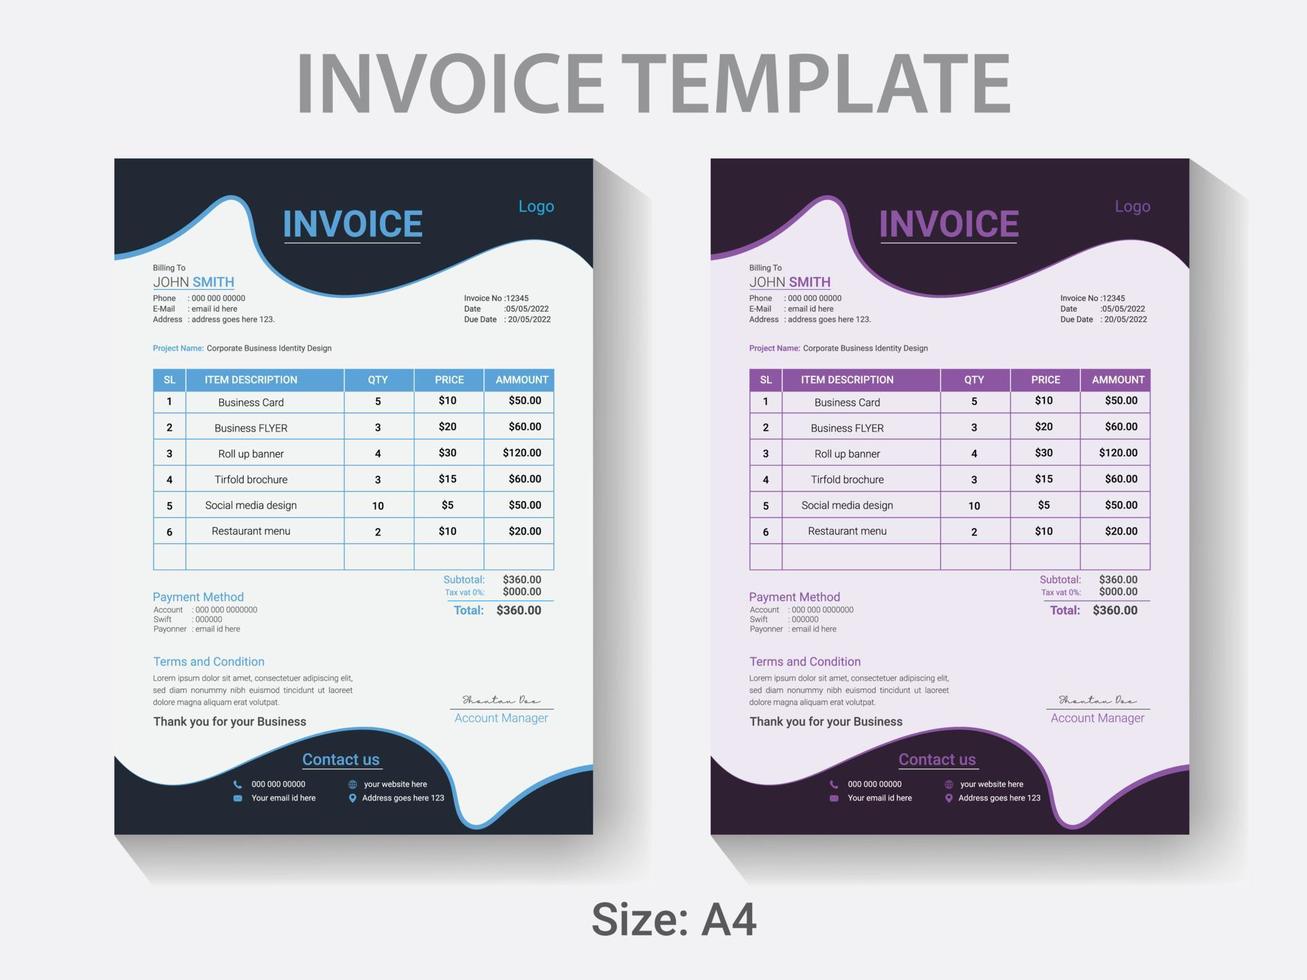 INVOICE TEMPLATE
INVOICE
Logo
Billing To
JOHN SMITH
Phone : 000 000 00000
E-Mail : email id here
Address : address goes here 123.
Invoice No :12345
Date :05/05/2022
Due Date : 20/05/2022
Project Name: Corporate Business Identity Design
SL ITEM DESCRIPTION QTY PRICE AMMOUNT
1 Business Card 5 $10 $50.00
2 Business FLYER 3 $20 $60.00
3 Roll up banner 4 $30 $120.00
4 Tirfold brochure 3 $15 $60.00
5 Social media design 10 $5 $50.00
6 Restaurant menu 2 $10 $20.00
Subtotal: $360.00
Tax vat 0%: $000.00
Total: $360.00
Payment Method
Account : 000 000 0000000
Swift : 000000
Payonner : email id here
Terms and Condition
Lorem ipsum dolor sit amet, consectetuer adipiscing elit,
sed diam nonummy nibh euismod tincidunt ut laoreet
dolore magna aliquam erat volutpat.
Thank you for your Business
Jhontan Doe
Account Manager
Contact us
000 000 00000
your website here
Your email id here
Address goes here 123
INVOICE
Logo
Billing To
JOHN SMITH
Phone : 000 000 00000
E-Mail : email id here
Address : address goes here 123.
Invoice No :12345
Date :05/05/2022
Due Date : 20/05/2022
Project Name: Corporate Business Identity Design
SL ITEM DESCRIPTION QTY PRICE AMMOUNT
1 Business Card 5 $10 $50.00
2 Business FLYER 3 $20 $60.00
3 Roll up banner 4 $30 $120.00
4 Tirfold brochure 3 $15 $60.00
5 Social media design 10 $5 $50.00
6 Restaurant menu 2 $10 $20.00
Subtotal: $360.00
Tax vat 0%: $000.00
Total: $360.00
Payment Method
Account : 000 000 0000000
Swift : 000000
Payonner : email id here
Terms and Condition
Lorem ipsum dolor sit amet, consectetuer adipiscing elit,
sed diam nonummy nibh euismod tincidunt ut laoreet
dolore magna aliquam erat volutpat.
Thank you for your Business
Jhontan Doe
Account Manager
Contact us
000 000 00000
your website here
Your email id here
Address goes here 123
Size: A4